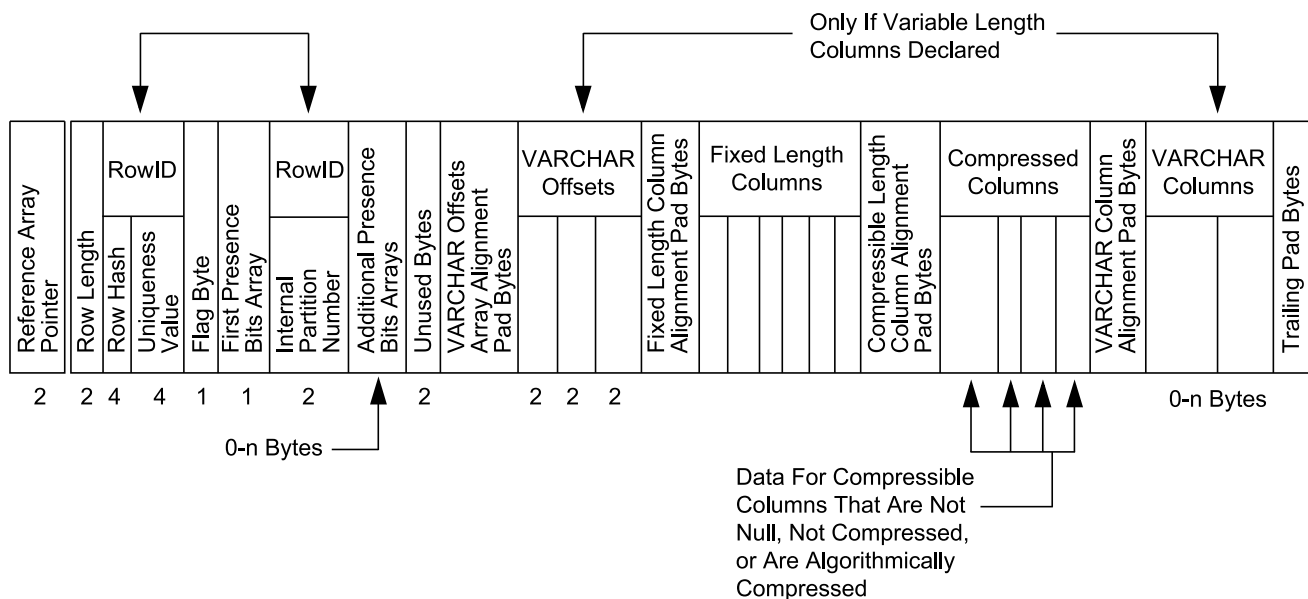 Only If Variable Length
Columns Declared
Reference Array
Pointer
Row Length
RowID
Row Hash
Uniqueness
Value
Flag Byte
First Presence
Bits Array
RowID
Internal
Partition
Number
Additional Presence
Bits Arrays
Unused Bytes
VARCHAR Offsets
Array Alignment
Pad Bytes
VARCHAR
Offsets
Fixed Length Column
Alignment Pad Bytes
Fixed Length
Columns
Compressible Length
Column Alignment
Pad Bytes
Compressed
Columns
VARCHAR Column
Alignment Pad Bytes
VARCHAR
Columns
Trailing Pad Bytes
2 2 4 4 1 1 2 2 2 2 2 0-n Bytes
0-n Bytes
Data For Compressible
Columns That Are Not
Null, Not Compressed,
or Are Algorithmically
Compressed